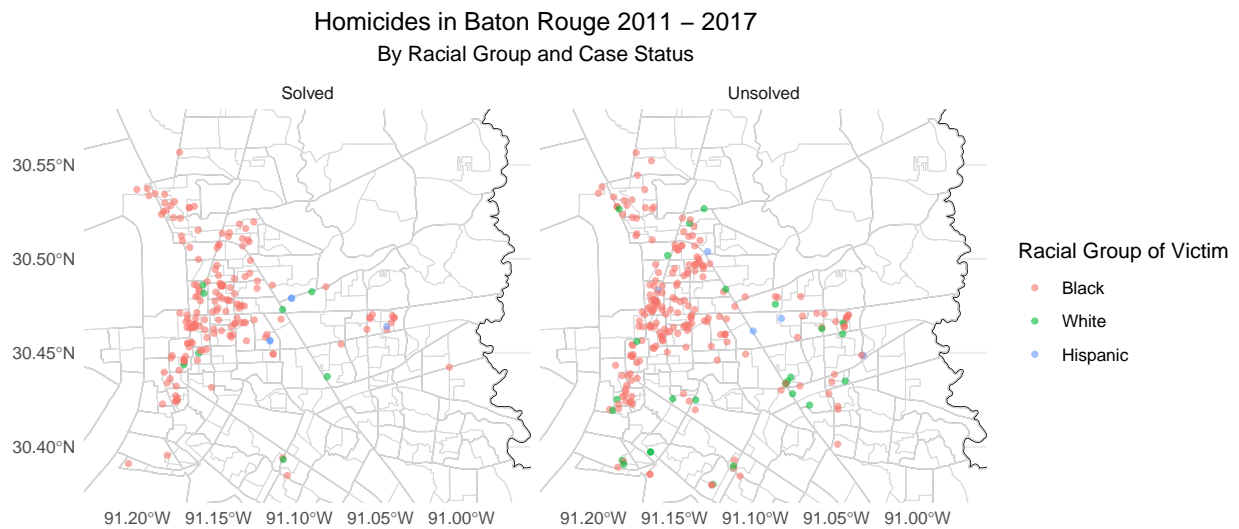 Homicides in Baton Rouge 2011 – 2017
By Racial Group and Case Status
Solved
Unsolved
30.55°N
30.50°N
30.45°N
30.40°N
91.20°W 91.15°W 91.10°W 91.05°W 91.00°W
91.20°W 91.15°W 91.10°W 91.05°W 91.00°W
Racial Group of Victim
Black
White
Hispanic